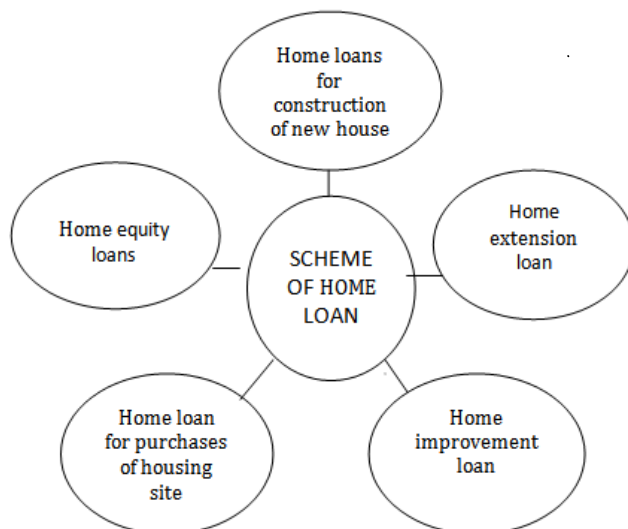 Home loans
for
construction
of new house
Home equity
loans
SCHEME
OF HOME
LOAN
Home
extension
loan
Home loan
for purchases
of housing
site
Home
improvement
loan